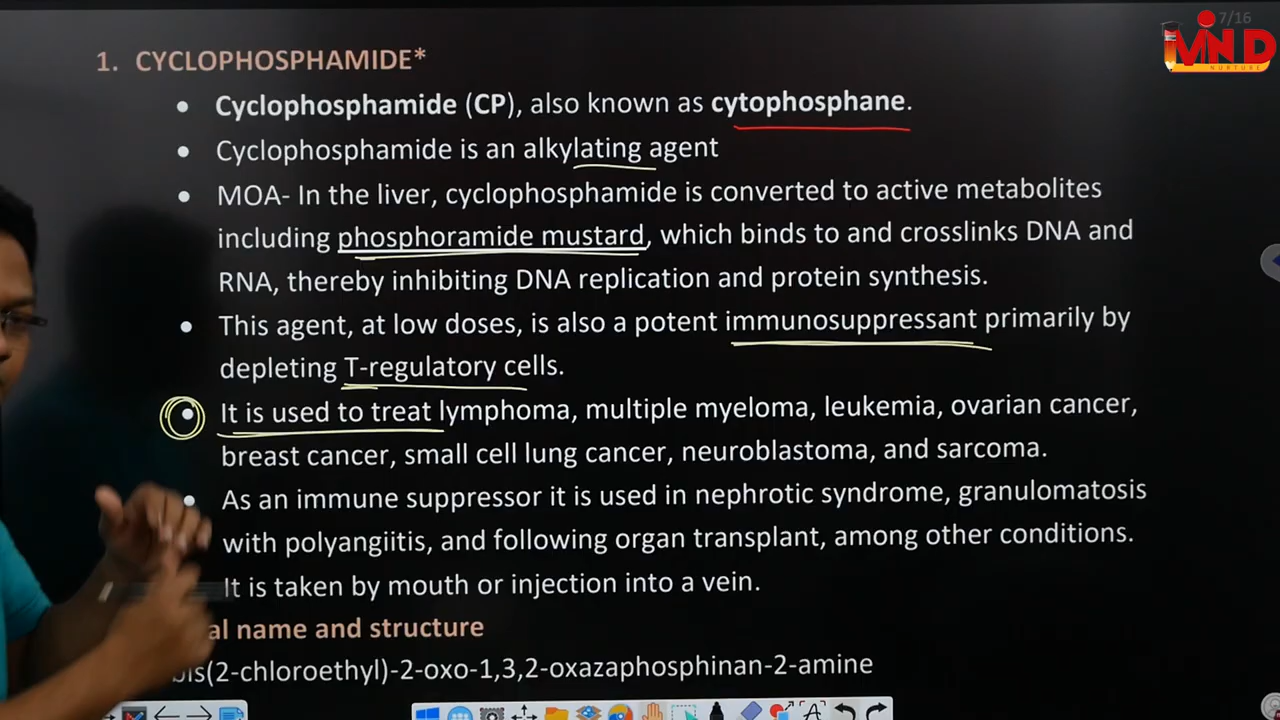 7/16
MIND
NURTURE
1. CYCLOPHOSPHAMIDE*
• Cyclophosphamide (CP), also known as cytophosphane.
• Cyclophosphamide is an alkylating agent
• MOA- In the liver, cyclophosphamide is converted to active metabolites
including phosphoramide mustard, which binds to and crosslinks DNA and
RNA, thereby inhibiting DNA replication and protein synthesis.
• This agent, at low doses, is also a potent immunosuppressant primarily by
depleting T-regulatory cells.
• It is used to treat lymphoma, multiple myeloma, leukemia, ovarian cancer,
breast cancer, small cell lung cancer, neuroblastoma, and sarcoma.
• As an immune suppressor it is used in nephrotic syndrome, granulomatosis
with polyangiitis, and following organ transplant, among other conditions.
It is taken by mouth or injection into a vein.
al name and structure
bis(2-chloroethyl)-2-oxo-1,3,2-oxazaphosphinan-2-amine